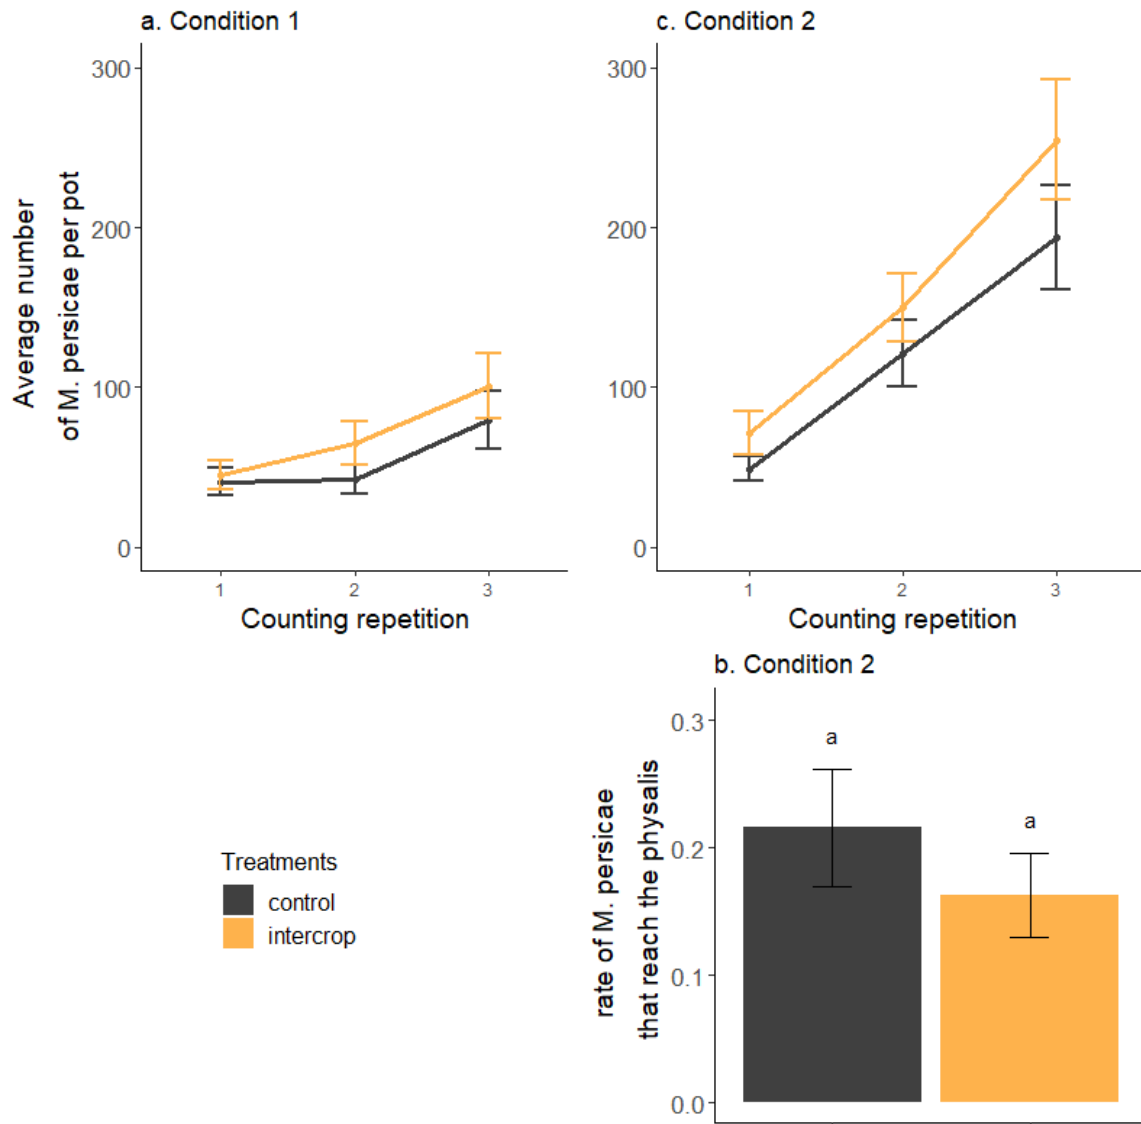 a. Condition 1
300
200
100
0
Average number
of M. persicae per pot
1 2 3
Counting repetition
c. Condition 2
300
200
100
0
1 2 3
Counting repetition
Treatments
control
intercrop
b. Condition 2
0.3
0.2
0.1
0.0
rate of M. persicae
that reach the physalis
a
a